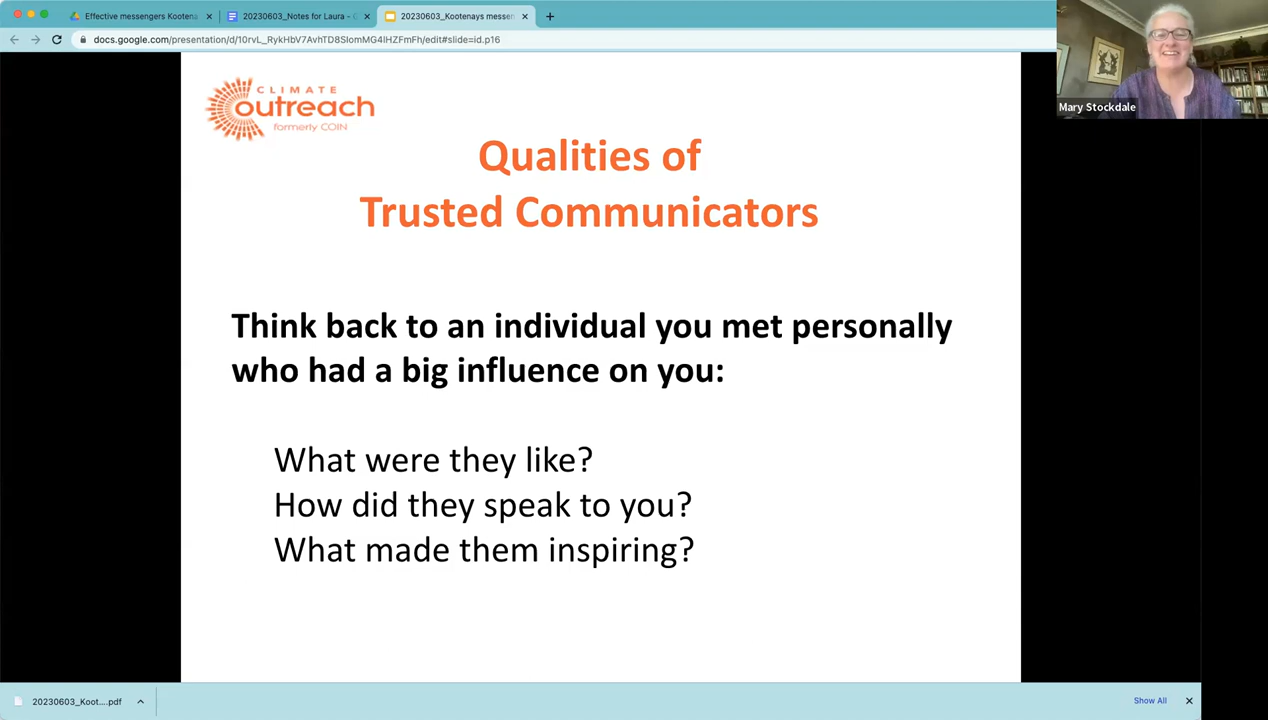 Effective messengers Kootena
20230603_Notes for Laura - G
20230603_Kootenays messen
docs.google.com/presentation/d/10rvL_RykHbV7AvhTD8SIomMG4lHZFmFh/edit#slide=id.p16
Mary Stockdale
CLIMATE
outreach
formerly COIN
Qualities of
Trusted Communicators
Think back to an individual you met personally
who had a big influence on you:
What were they like?
How did they speak to you?
What made them inspiring?
20230603_Koot....pdf
Show All